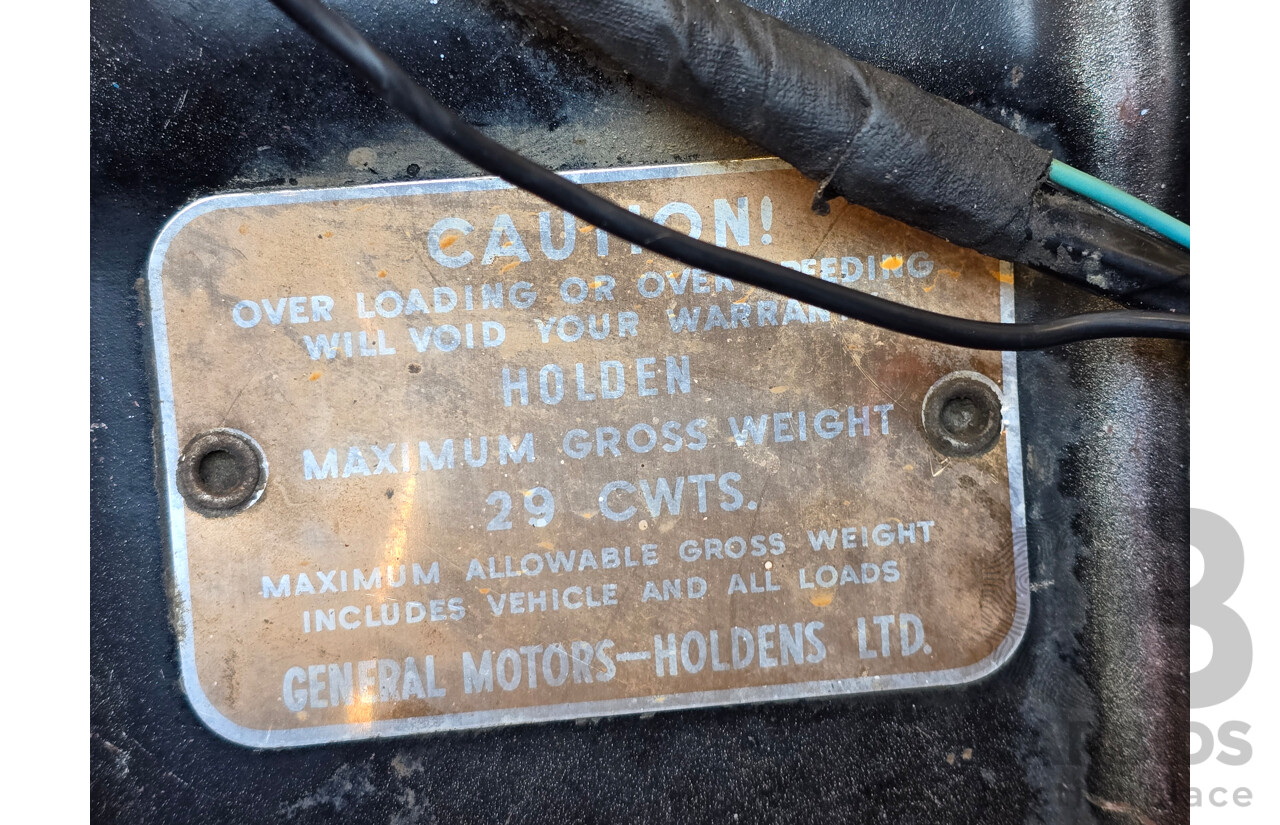 CAUTION!
OVER LOADING OR OVER SPEEDING
WILL VOID YOUR
HOLDEN
MAXIMUM GROSS WEIGHT
29 CWTS.
MAXIMUM ALLOWABLE GROSS WEIGHT
INCLUDES VEHICLE AND ALL LOADS
GENERAL MOTORS—HOLDENS LTD.